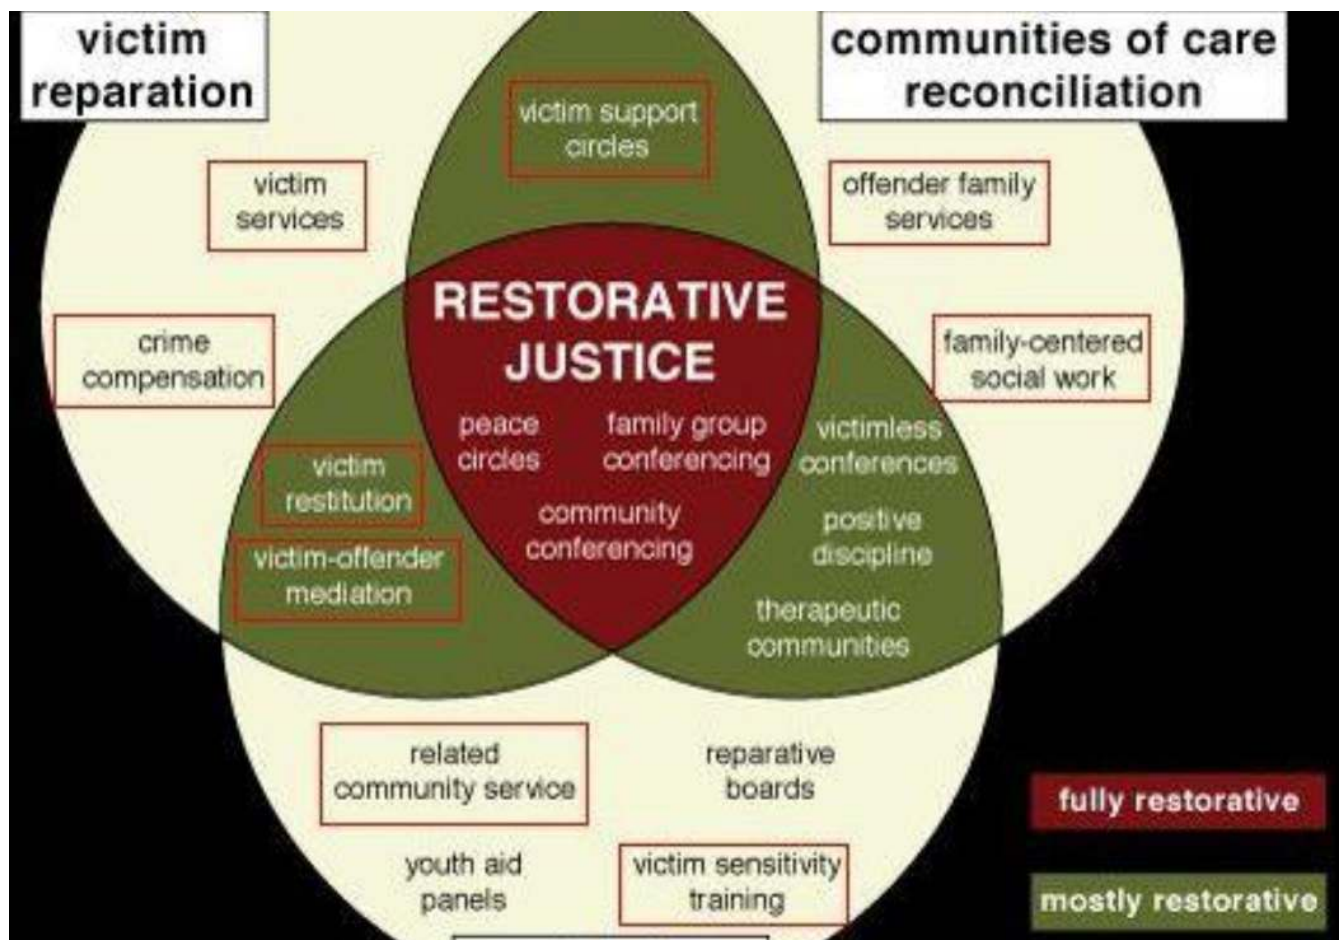 victim
reparation
communities of care
reconciliation
victim support
circles
victim
services
offender family
services
RESTORATIVE
JUSTICE
crime
compensation
family-centered
social work
peace
circles
family group
conferencing
victimless
conferences
victim
restitution
community
conferencing
positive
discipline
victim-offender
mediation
therapeutic
communities
related
community service
reparative
boards
youth aid
panels
victim sensitivity
training
fully restorative
mostly restorative